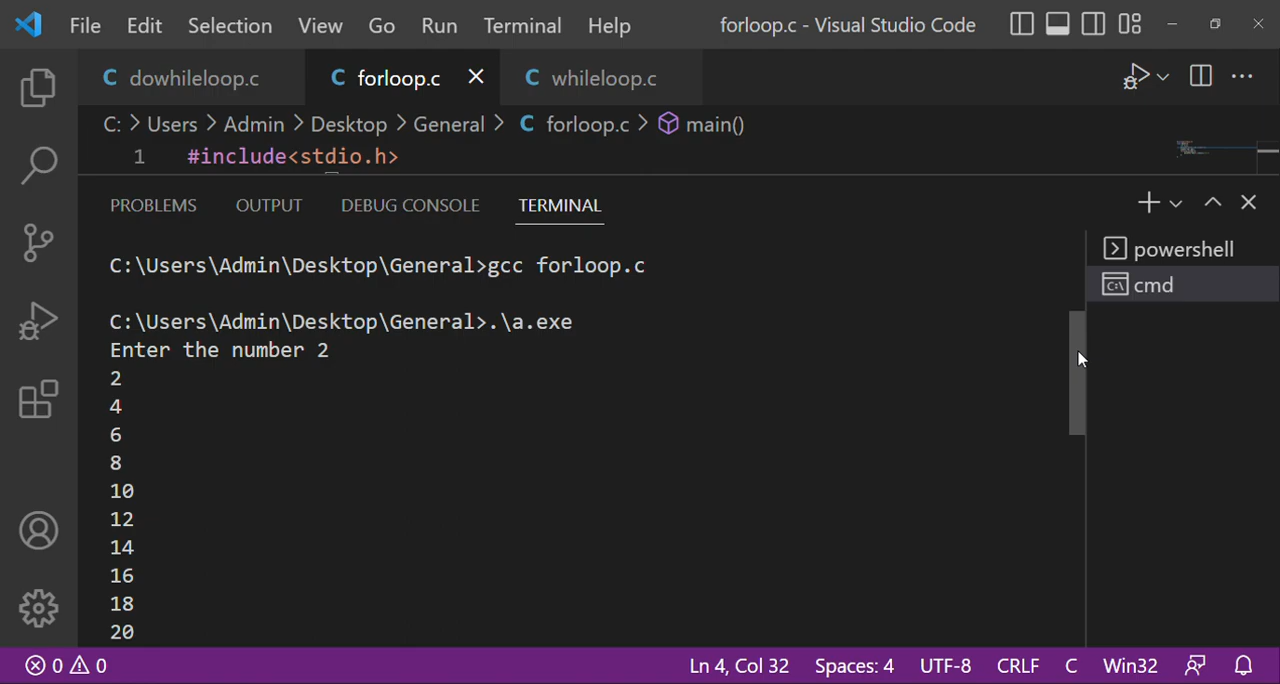 File Edit Selection View Go Run Terminal Help forloop.c - Visual Studio Code
C dowhileloop.c C forloop.c C whileloop.c
C: > Users > Admin > Desktop > General > C forloop.c > main()
1 #include<stdio.h>
PROBLEMS OUTPUT DEBUG CONSOLE TERMINAL
powershell
C:\Users\Admin\Desktop\General>gcc forloop.c
cmd
C:\Users\Admin\Desktop\General>.\a.exe
Enter the number 2
2
4
6
8
10
12
14
16
18
20
0 0 Ln 4, Col 32 Spaces: 4 UTF-8 CRLF C Win32